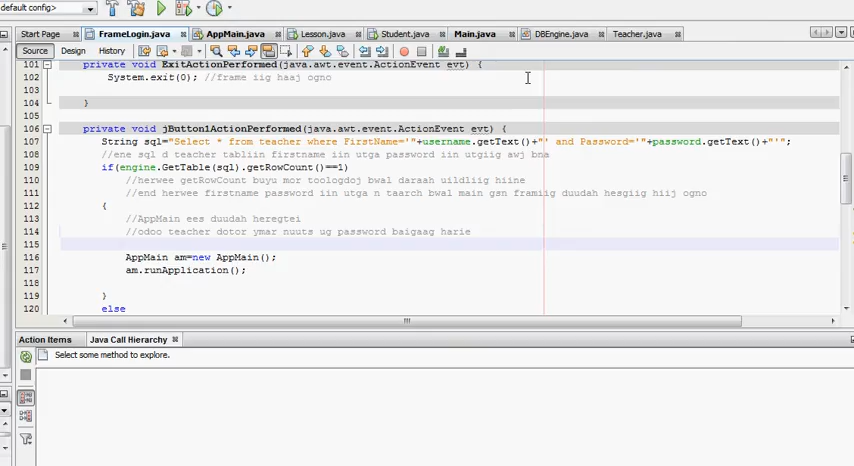 default config>
Start Page FrameLogin.java AppMain.java Lesson.java Student.java Main.java DBEngine.java Teacher.java
Source Design History
101 private void ExitActionPerformed(java.awt.event.ActionEvent evt) {
102 System.exit(0); //frame iig haaj ogno
103
104 }
105
106 private void jButton1ActionPerformed(java.awt.event.ActionEvent evt) {
107 String sql="Select * from teacher where FirstName='"+username.getText()+"' and Password='"+password.getText()+"'";
108 //ene sql d teacher tabliin firstname iin utga password iin utgiig awj bna
109 if(engine.GetTable(sql).getRowCount()==1)
110 //herwee getRowCount buyu mor toologdoj bwal daraah uildliig hiine
111 //end herwee firstname password iin utga n taarch bwal main gsn framiig duudah hesgiig hiij ogno
112 {
113 //AppMain ees duudah heregtei
114 //odoo teacher dotor ymar nuuts ug password baigaag harie
115
116 AppMain am=new AppMain();
117 am.runApplication();
118
119 }
120 else
Action Items Java Call Hierarchy
Select some method to explore.